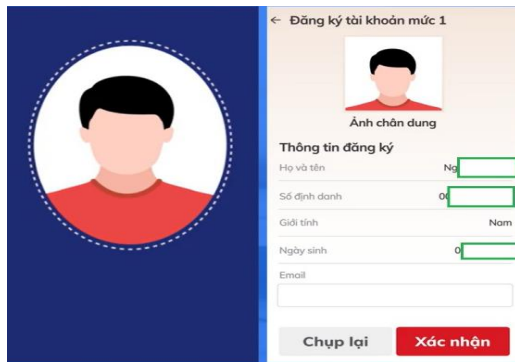 ← Đăng ký tài khoản mức 1
Ảnh chân dung
Thông tin đăng ký
Họ và tên Ng
Số định danh 00
Giới tính Nam
Ngày sinh 0
Email
Chụp lại Xác nhận